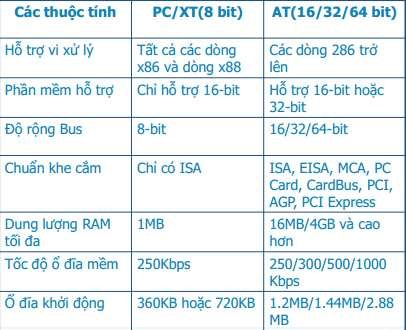 Các thuộc tính PC/XT(8 bit) AT(16/32/64 bit)
Hỗ trợ vi xử lý Tất cả các dòng Các dòng 286 trở
x86 và dòng x88 lên
Phần mềm hỗ trợ Chỉ hỗ trợ 16-bit Hỗ trợ 16-bit hoặc
32-bit
Độ rộng Bus 8-bit 16/32/64-bit
Chuẩn khe cắm Chỉ có ISA ISA, EISA, MCA, PC
Card, CardBus, PCI,
AGP, PCI Express
Dung lượng RAM 1MB 16MB/4GB và cao
tối đa hơn
Tốc độ ổ đĩa mềm 250Kbps 250/300/500/1000
Kbps
Ổ đĩa khởi động 360KB hoặc 720KB 1.2MB/1.44MB/2.88
MB